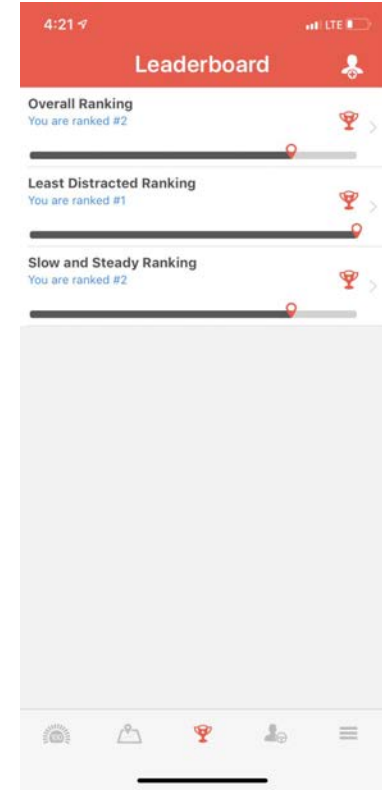 4:21
LTE
Leaderboard
Overall Ranking
You are ranked #2
Least Distracted Ranking
You are ranked #1
Slow and Steady Ranking
You are ranked #2